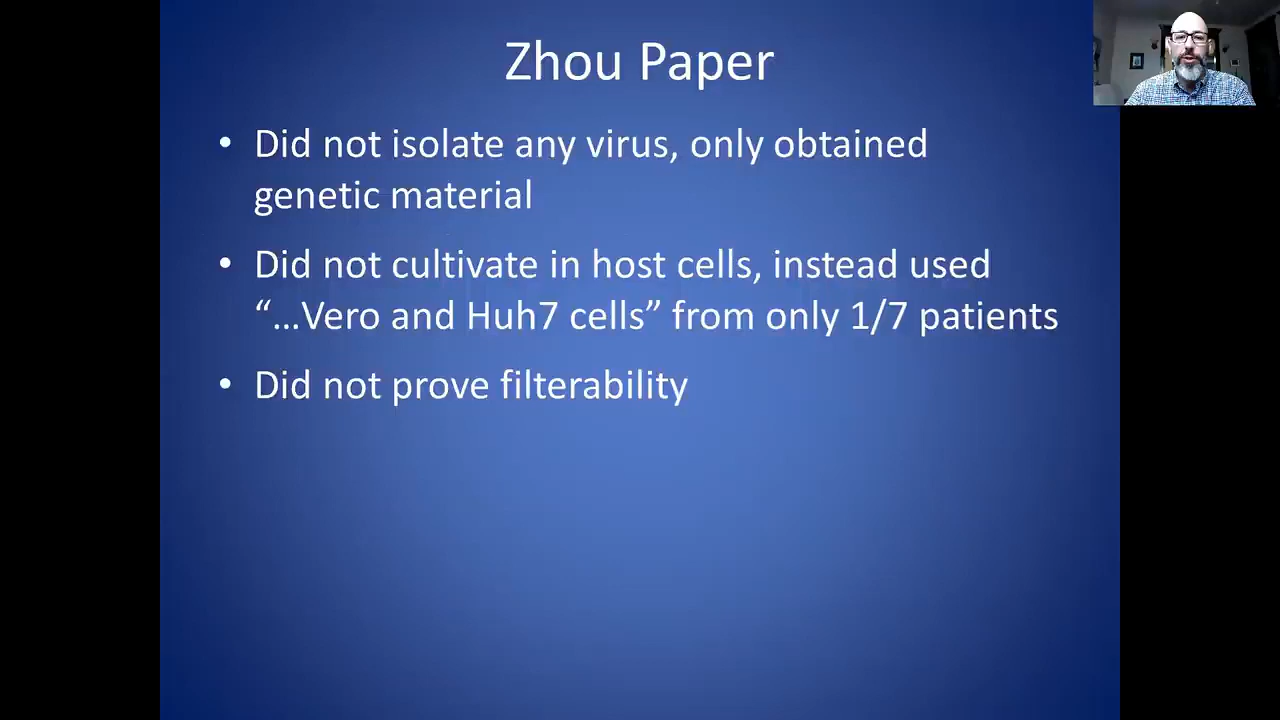 Zhou Paper
• Did not isolate any virus, only obtained
genetic material
• Did not cultivate in host cells, instead used
“…Vero and Huh7 cells” from only 1/7 patients
• Did not prove filterability